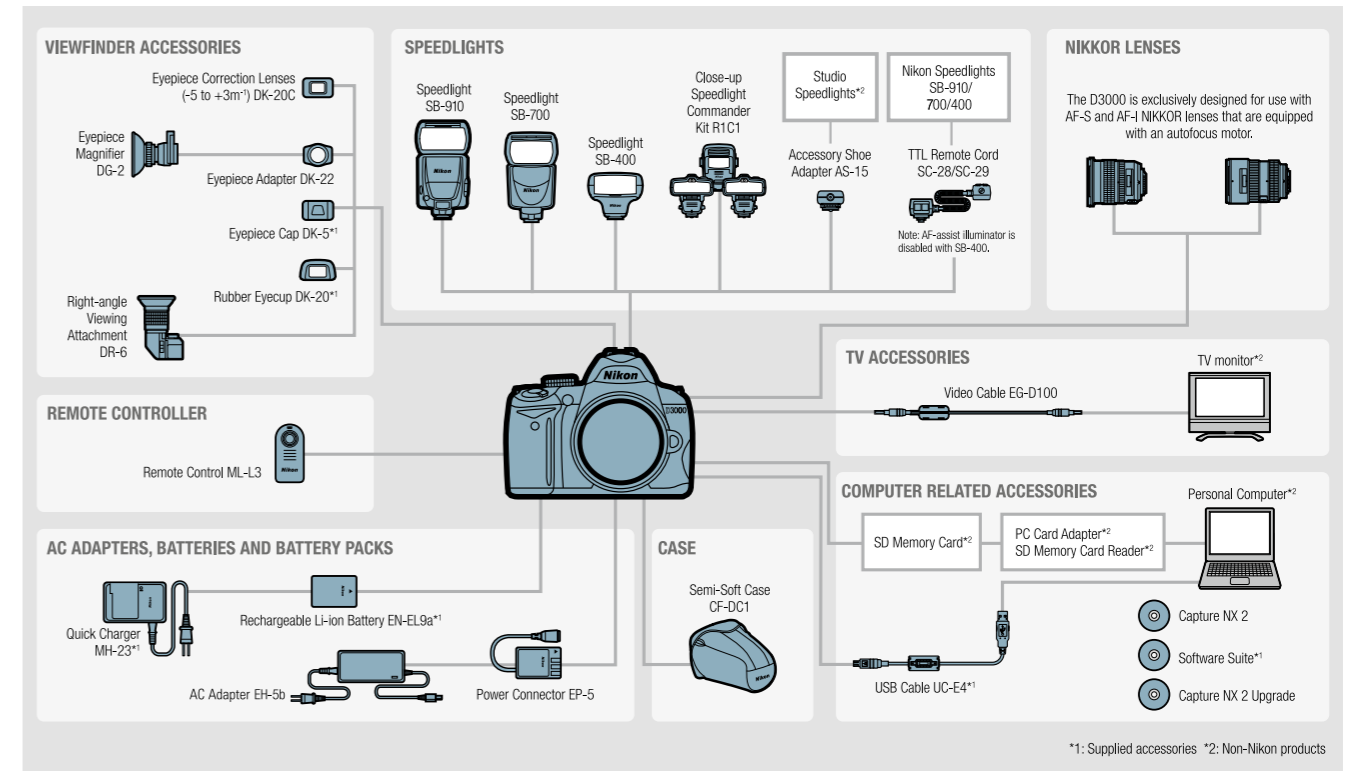 VIEWFINDER ACCESSORIES
Eyepiece Correction Lenses
(-5 to +3m⁻¹) DK-20C
Eyepiece
Magnifier
DG-2
Eyepiece Adapter DK-22
Eyepiece Cap DK-5*1
Rubber Eyecup DK-20*1
Right-angle
Viewing
Attachment
DR-6
SPEEDLIGHTS
Speedlight
SB-910
Speedlight
SB-700
Speedlight
SB-400
Close-up
Speedlight
Commander
Kit R1C1
Studio
Speedlights*2
Accessory Shoe
Adapter AS-15
Nikon Speedlights
SB-910/
700/400
TTL Remote Cord
SC-28/SC-29
Note: AF-assist illuminator is
disabled with SB-400.
Nikon
Nikon
Nikon
NIKKOR LENSES
The D3000 is exclusively designed for use with
AF-S and AF-I NIKKOR lenses that are equipped
with an autofocus motor.
Nikon
D3000
REMOTE CONTROLLER
Remote Control ML-L3
Nikon
TV ACCESSORIES
Video Cable EG-D100
TV monitor*2
COMPUTER RELATED ACCESSORIES
Personal Computer*2
SD Memory Card*2
PC Card Adapter*2
SD Memory Card Reader*2
USB Cable UC-E4*1
Capture NX 2
Software Suite*1
Capture NX 2 Upgrade
AC ADAPTERS, BATTERIES AND BATTERY PACKS
Quick Charger
MH-23*1
Rechargeable Li-ion Battery EN-EL9a*1
AC Adapter EH-5b
Power Connector EP-5
CASE
Semi-Soft Case
CF-DC1
*1: Supplied accessories *2: Non-Nikon products